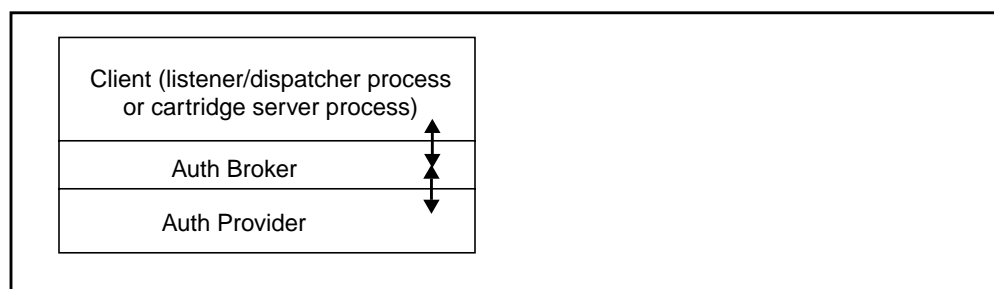 Client (listener/dispatcher process
or cartridge server process)
Auth Broker
Auth Provider